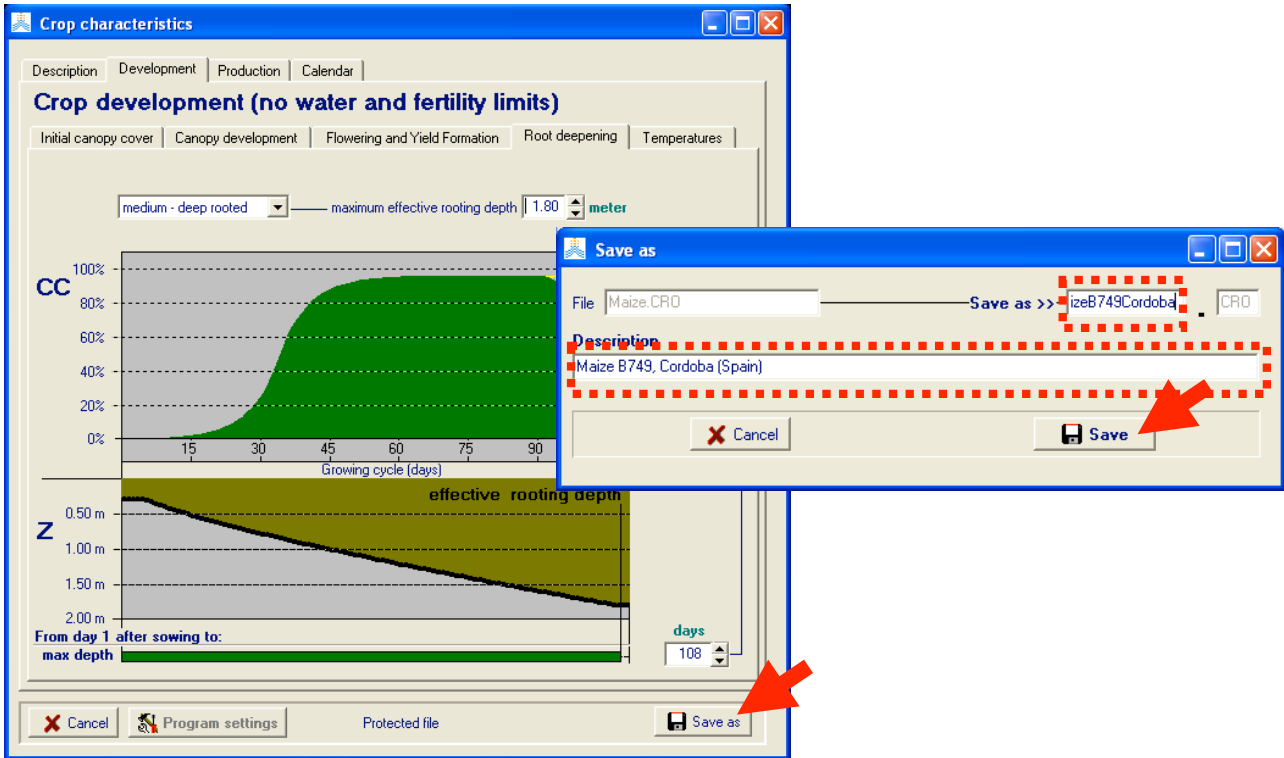 Crop characteristics
Description Development Production Calendar
Crop development (no water and fertility limits)
Initial canopy cover Canopy development Flowering and Yield Formation Root deepening Temperatures
medium - deep rooted maximum effective rooting depth 1.80 meter
CC
100%
80%
60%
40%
20%
0%
15 30 45 60 75 90
Growing cycle (days)
effective rooting depth
Z
0.50 m
1.00 m
1.50 m
2.00 m
From day 1 after sowing to:
max depth
days
108
Cancel Program settings Protected file Save as
Save as
File Maize.CRO Save as >> izeB749Cordoba . CRO
Description
Maize B749, Cordoba (Spain)
Cancel Save